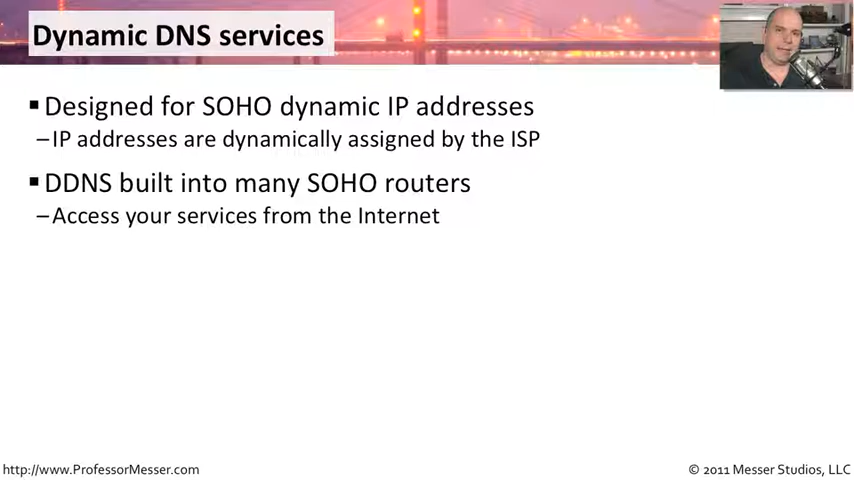 Dynamic DNS services
▪ Designed for SOHO dynamic IP addresses
–IP addresses are dynamically assigned by the ISP
▪ DDNS built into many SOHO routers
–Access your services from the Internet
http://www.ProfessorMesser.com
© 2011 Messer Studios, LLC